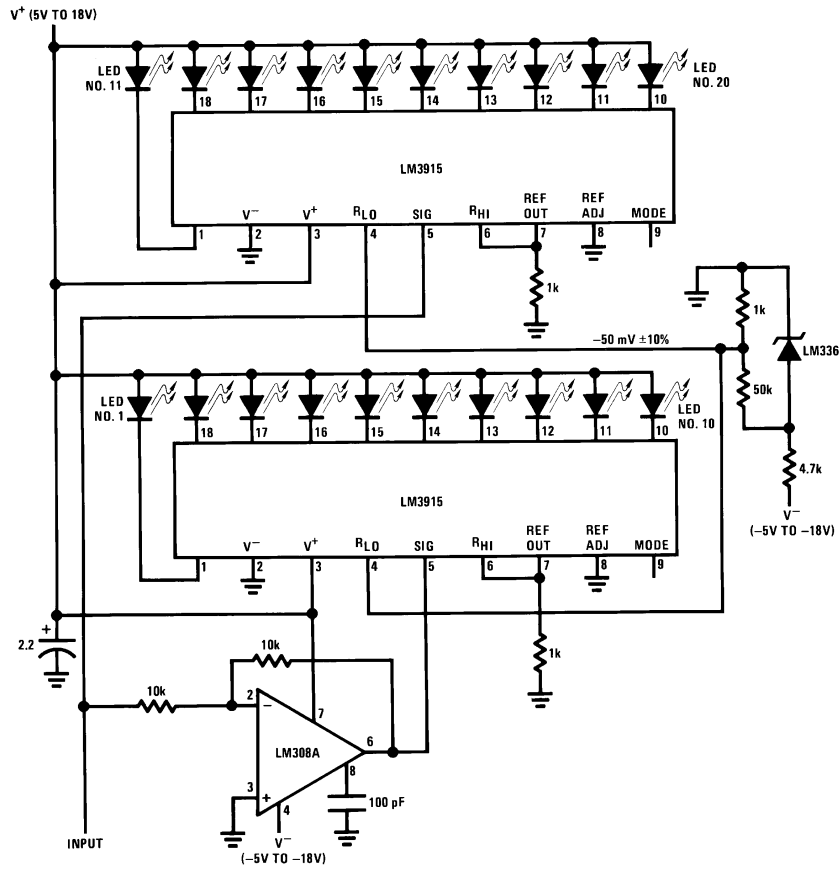 V+ (5V TO 18V)
LED NO. 11
LED NO. 20
18 17 16 15 14 13 12 11 10
LM3915
V− V+ RLO SIG RHI REF OUT REF ADJ MODE
1 2 3 4 5 6 7 8 9
1k
1k
−50 mV ±10%
LM336
50k
LED NO. 1
LED NO. 10
18 17 16 15 14 13 12 11 10
4.7k
V−
(−5V TO −18V)
LM3915
V− V+ RLO SIG RHI REF OUT REF ADJ MODE
1 2 3 4 5 6 7 8 9
+
2.2
10k
1k
10k
2 − 7
LM308A 6
8
3 +
4
100 pF
V−
(−5V TO −18V)
INPUT